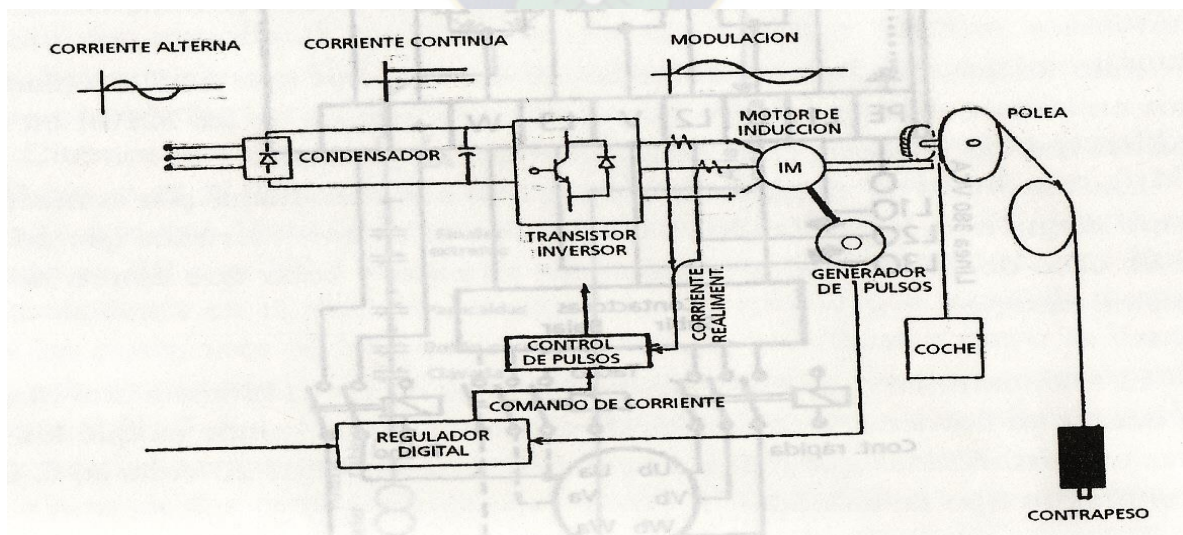 CORRIENTE ALTERNA
CORRIENTE CONTINUA
MODULACION
MOTOR DE
INDUCCION
POLEA
CONDENSADOR
IM
TRANSISTOR
INVERSOR
GENERADOR
DE PULSOS
CORRIENTE
REALIMENT.
CONTROL
DE PULSOS
COCHE
COMANDO DE CORRIENTE
REGULADOR
DIGITAL
CONTRAPESO